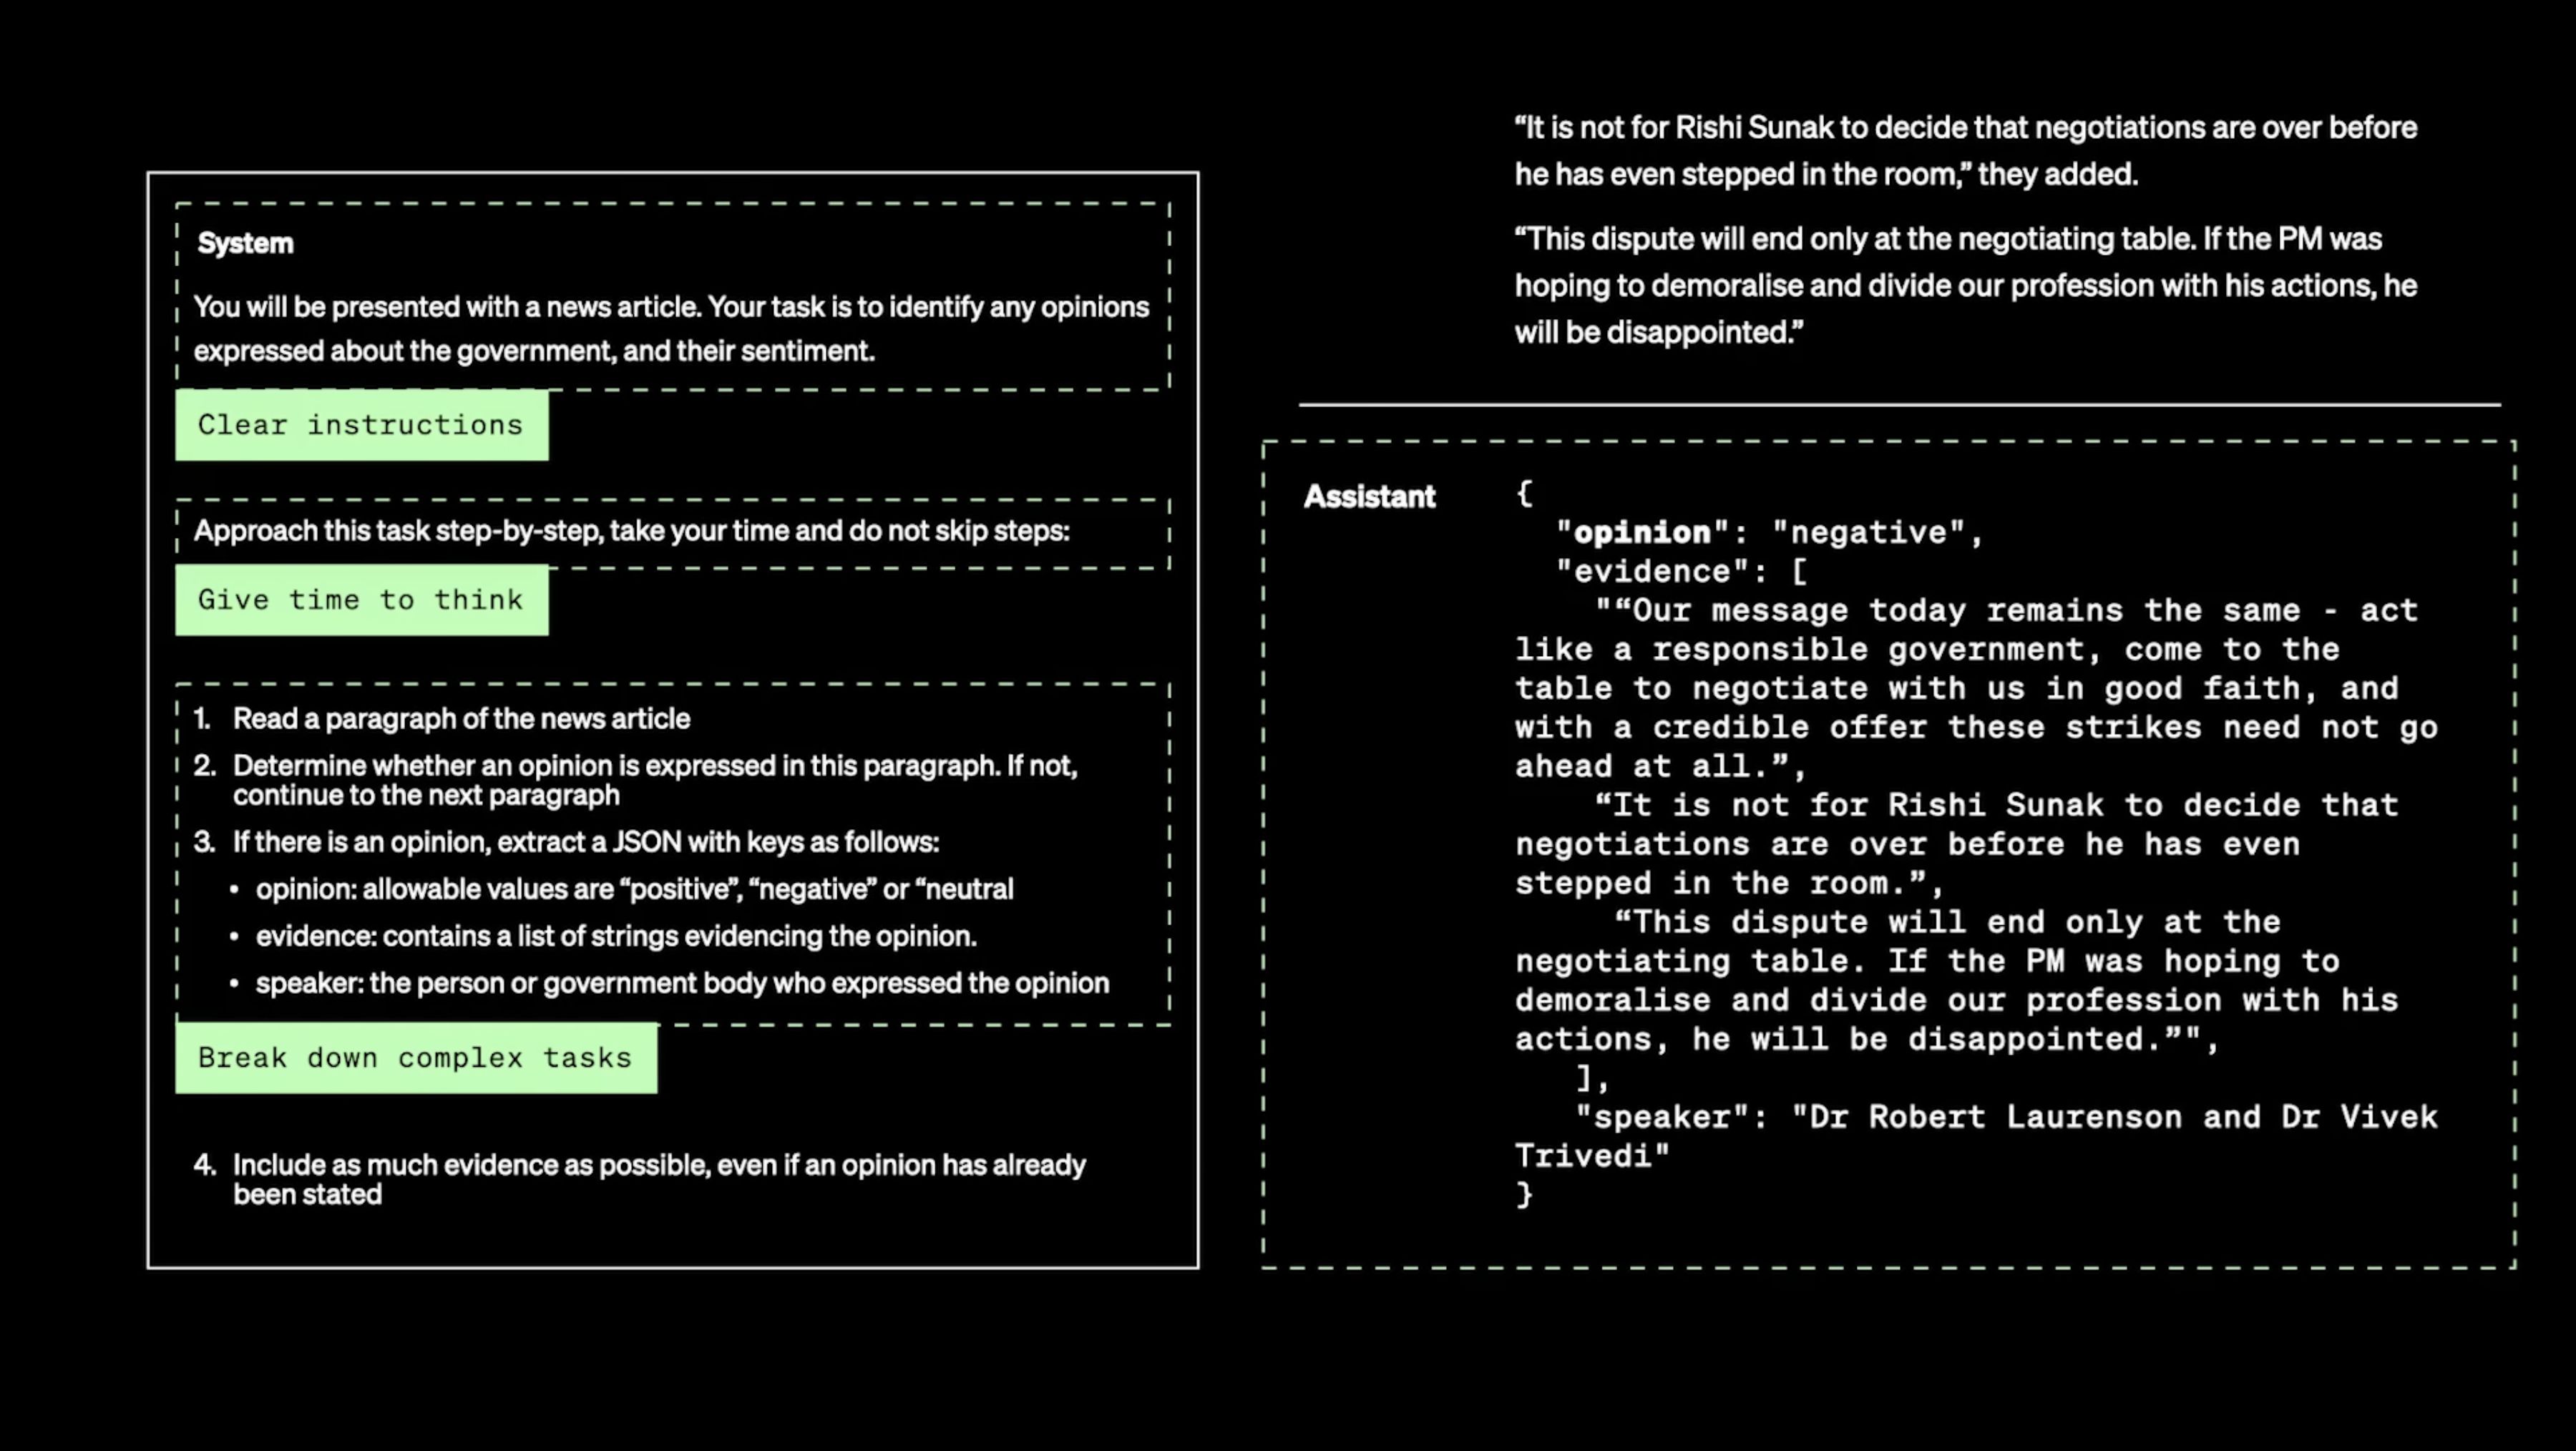 System
You will be presented with a news article. Your task is to identify any opinions
expressed about the government, and their sentiment.
Clear instructions
Approach this task step-by-step, take your time and do not skip steps:
Give time to think
1. Read a paragraph of the news article
2. Determine whether an opinion is expressed in this paragraph. If not,
continue to the next paragraph
3. If there is an opinion, extract a JSON with keys as follows:
• opinion: allowable values are “positive”, “negative” or “neutral
• evidence: contains a list of strings evidencing the opinion.
• speaker: the person or government body who expressed the opinion
Break down complex tasks
4. Include as much evidence as possible, even if an opinion has already
been stated
“It is not for Rishi Sunak to decide that negotiations are over before
he has even stepped in the room,” they added.
“This dispute will end only at the negotiating table. If the PM was
hoping to demoralise and divide our profession with his actions, he
will be disappointed.”
Assistant
{
"opinion": "negative",
"evidence": [
"“Our message today remains the same - act
like a responsible government, come to the
table to negotiate with us in good faith, and
with a credible offer these strikes need not go
ahead at all.”,
“It is not for Rishi Sunak to decide that
negotiations are over before he has even
stepped in the room.”,
“This dispute will end only at the
negotiating table. If the PM was hoping to
demoralise and divide our profession with his
actions, he will be disappointed.”",
],
"speaker": "Dr Robert Laurenson and Dr Vivek
Trivedi"
}